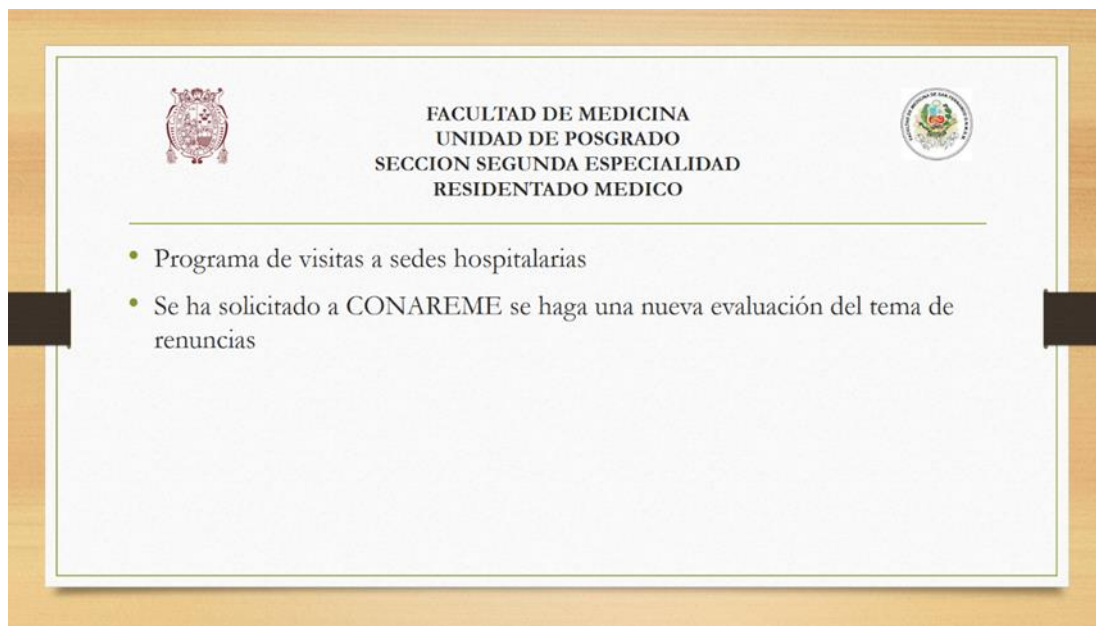 FACULTAD DE MEDICINA
UNIDAD DE POSGRADO
SECCION SEGUNDA ESPECIALIDAD
RESIDENTADO MEDICO
• Programa de visitas a sedes hospitalarias
• Se ha solicitado a CONAREME se haga una nueva evaluación del tema de
renuncias